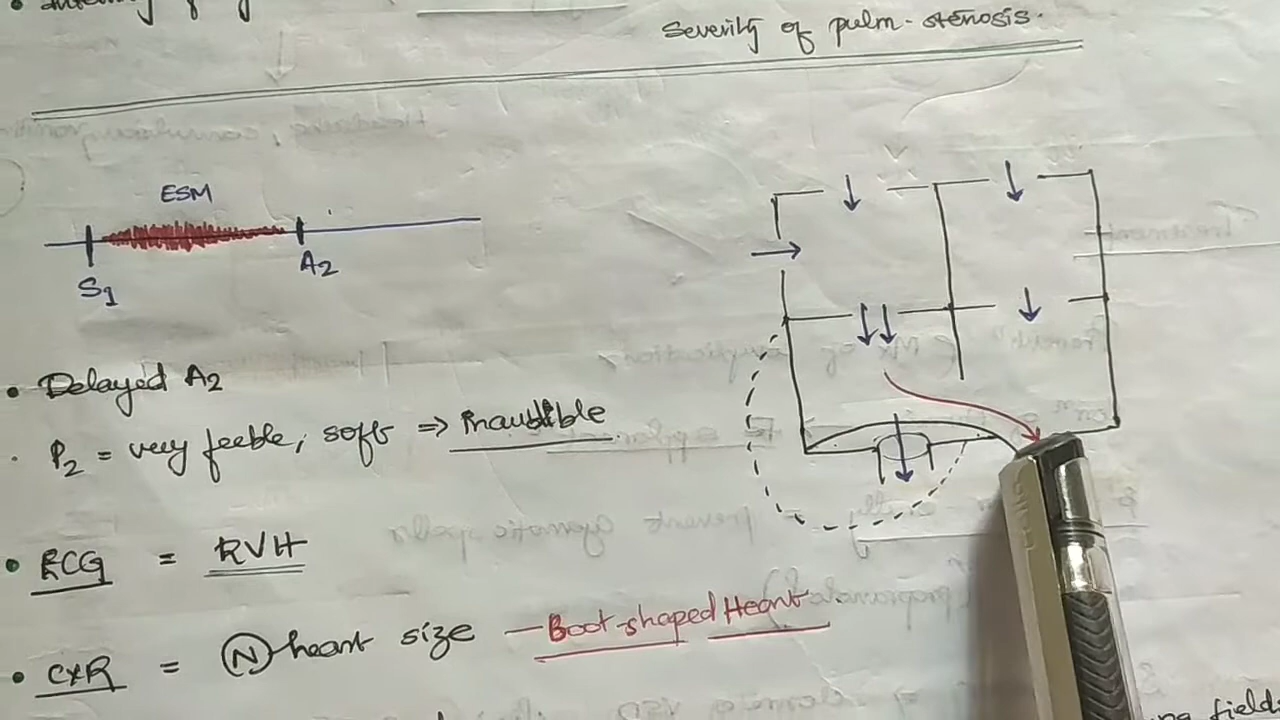 Severity of pulm. stenosis.
ESM
S1
A2
• Delayed A2
• P2 = very feeble, soft ⇒ inaudible
• ECG = RVH
• CXR = Ⓝ heart size — Boot-shaped Heart